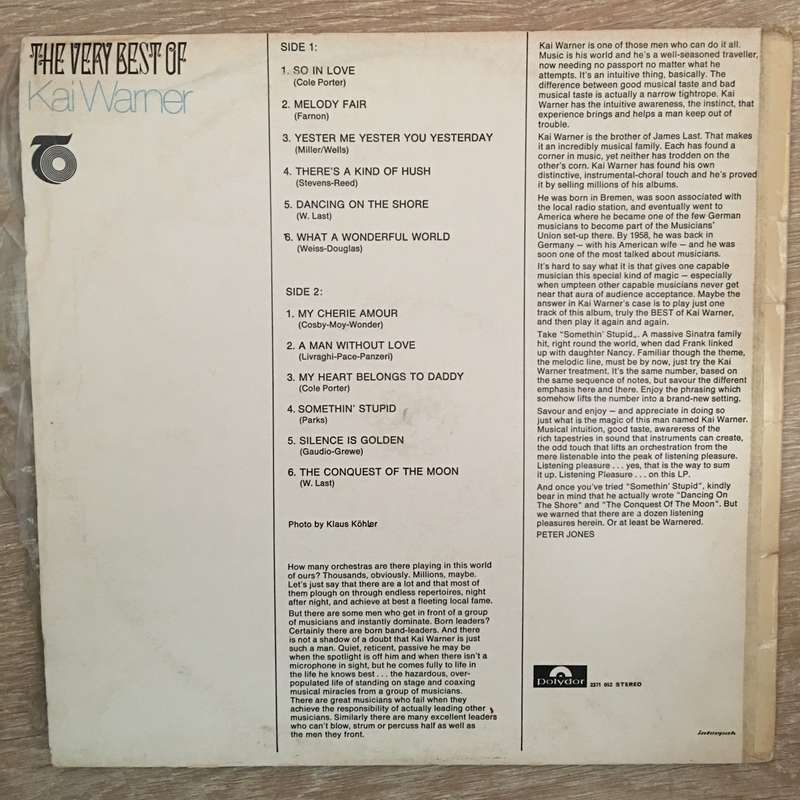 THE VERY BEST OF
Kai Warner
SIDE 1:
1. SO IN LOVE
(Cole Porter)
2. MELODY FAIR
(Farnon)
3. YESTER ME YESTER YOU YESTERDAY
(Miller/Wells)
4. THERE'S A KIND OF HUSH
(Stevens-Reed)
5. DANCING ON THE SHORE
(W. Last)
6. WHAT A WONDERFUL WORLD
(Weiss-Douglas)
SIDE 2:
1. MY CHERIE AMOUR
(Cosby-Moy-Wonder)
2. A MAN WITHOUT LOVE
(Livraghi-Pace-Panzeri)
3. MY HEART BELONGS TO DADDY
(Cole Porter)
4. SOMETHIN' STUPID
(Parks)
5. SILENCE IS GOLDEN
(Gaudio-Grewe)
6. THE CONQUEST OF THE MOON
(W. Last)
Photo by Klaus Köhler
How many orchestras are there playing in this world
of ours? Thousands, obviously. Millions, maybe.
Let's just say that there are a lot and that most of
them plough on through endless repertoires, night
after night, and achieve at best a fleeting local fame.
But there are some men who get in front of a group
of musicians and instantly dominate. Born leaders?
Certainly there are born band-leaders. And there
is not a shadow of a doubt that Kai Warner is just
such a man. Quiet, reticent, passive he may be
when the spotlight is off him and when there isn't a
microphone in sight, but he comes fully to life in
the life he knows best . . . the hazardous, over-
populated life of standing on stage and coaxing
musical miracles from a group of musicians.
There are great musicians who fail when they
achieve the responsibility of actually leading other
musicians. Similarly there are many excellent leaders
who can't blow, strum or percuss half as well as
the men they front.
Kai Warner is one of those men who can do it all.
Music is his world and he's a well-seasoned traveller,
now needing no passport no matter what he
attempts. It's an intuitive thing, basically. The
difference between good musical taste and bad
musical taste is actually a narrow tightrope. Kai
Warner has the intuitive awareness, the instinct, that
experience brings and helps a man keep out of
trouble.
Kai Warner is the brother of James Last. That makes
it an incredibly musical family. Each has found a
corner in music, yet neither has trodden on the
other's corn. Kai Warner has found his own
distinctive, instrumental-choral touch and he's proved
it by selling millions of his albums.
He was born in Bremen, was soon associated with
the local radio station, and eventually went to
America where he became one of the few German
musicians to become part of the Musicians'
Union set-up there. By 1958, he was back in
Germany – with his American wife – and he was
soon one of the most talked about musicians.
It's hard to say what it is that gives one capable
musician this special kind of magic – especially
when umpteen other capable musicians never get
near that aura of audience acceptance. Maybe the
answer in Kai Warner's case is to play just one
track of this album, truly the BEST of Kai Warner,
and then play it again and again.
Take "Somethin' Stupid„. A massive Sinatra family
hit, right round the world, when dad Frank linked
up with daughter Nancy. Familiar though the theme,
the melodic line, must be by now, just try the Kai
Warner treatment. It's the same number, based on
the same sequence of notes, but savour the different
emphasis here and there. Enjoy the phrasing which
somehow lifts the number into a brand-new setting.
Savour and enjoy – and appreciate in doing so
just what is the magic of this man named Kai Warner.
Musical intuition, good taste, awareress of the
rich tapestries in sound that instruments can create,
the odd touch that lifts an orchestration from the
mere listenable into the peak of listening pleasure.
Listening pleasure . . . yes, that is the way to sum
it up. Listening Pleasure . . . on this LP.
And once you've tried "Somethin' Stupid", kindly
bear in mind that he actually wrote "Dancing On
The Shore" and "The Conquest Of The Moon". But
we warned that there are a dozen listening
pleasures herein. Or at least be Warnered.
PETER JONES
Polydor 2371 052 STEREO
interpak